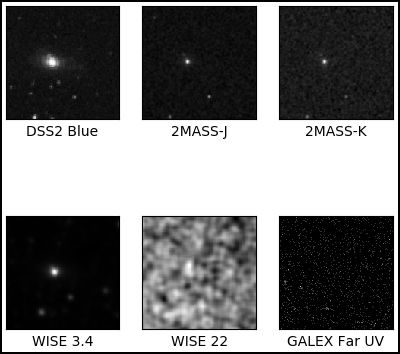 DSS2 Blue
2MASS-J
2MASS-K
WISE 3.4
WISE 22
GALEX Far UV